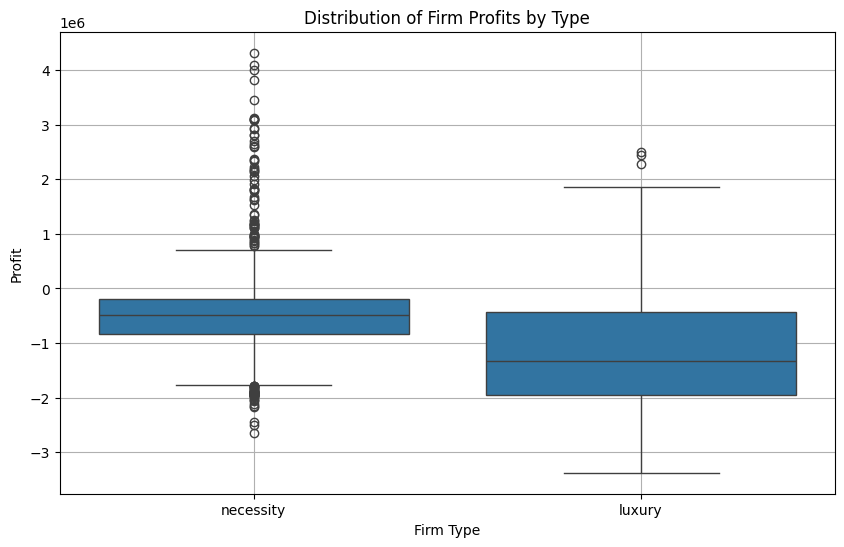 Distribution of Firm Profits by Type
1e6
4
3
2
1
0
−1
−2
−3
Profit
necessity
luxury
Firm Type